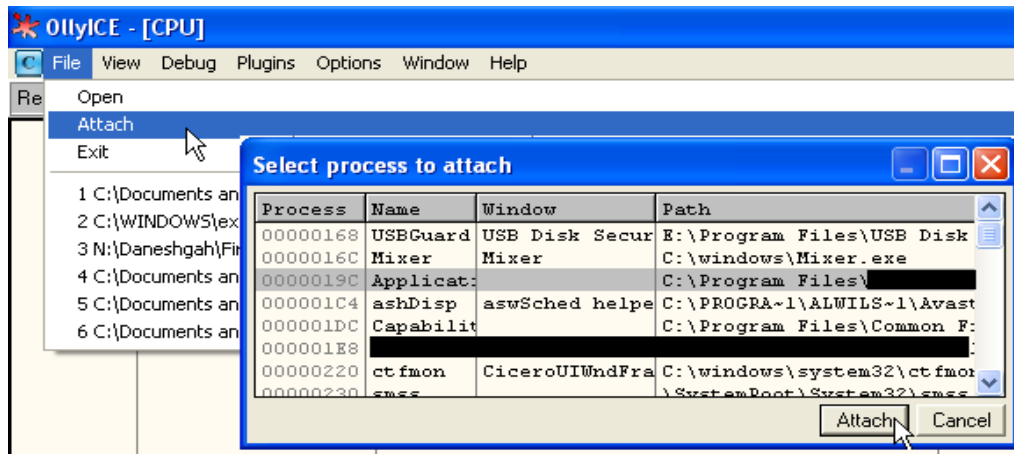 OllyICE - [CPU]
C File View Debug Plugins Options Window Help
Re
Open
Attach
Exit
1 C:\Documents an
2 C:\WINDOWS\ex
3 N:\Daneshgah\Fir
4 C:\Documents an
5 C:\Documents an
6 C:\Documents an
Select process to attach
Process Name Window Path
00000168 USBGuard USB Disk Secur E:\Program Files\USB Disk
0000016C Mixer Mixer C:\windows\Mixer.exe
0000019C Applicat: C:\Program Files\
000001C4 ashDisp aswSched helpe C:\PROGRA~1\ALWILS~1\Avast
000001DC Capabilit C:\Program Files\Common F:
000001E8
00000220 ctfmon CiceroUIWndFra C:\windows\system32\ctfmon
00000230 smss \SystemRoot\System32\smss
Attach Cancel